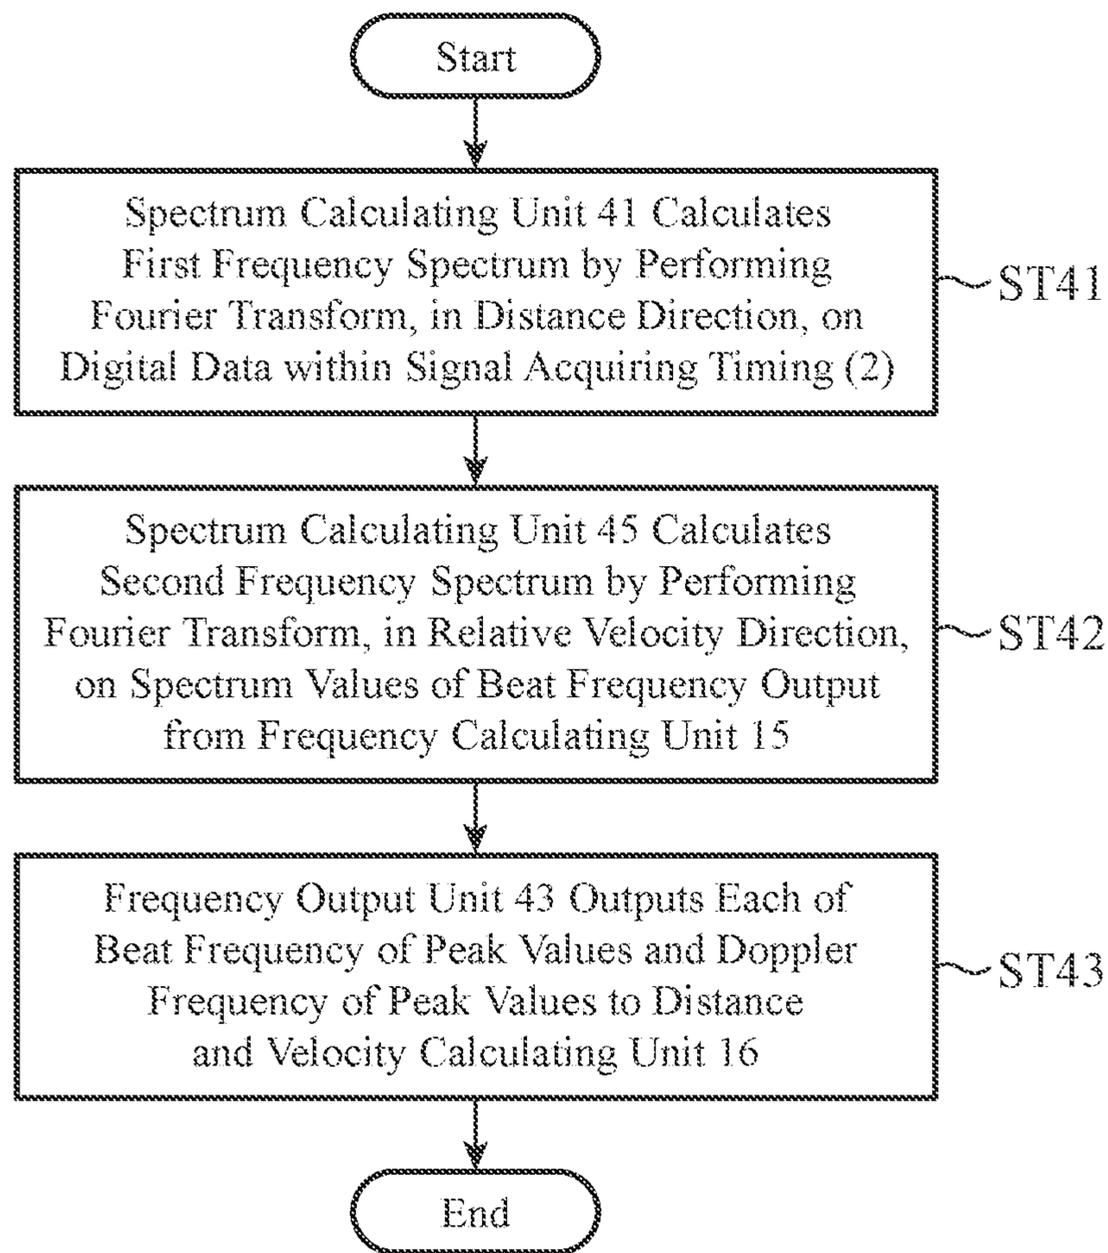 Start
Spectrum Calculating Unit 41 Calculates
First Frequency Spectrum by Performing
Fourier Transform, in Distance Direction, on
Digital Data within Signal Acquiring Timing (2)
ST41
Spectrum Calculating Unit 45 Calculates
Second Frequency Spectrum by Performing
Fourier Transform, in Relative Velocity Direction,
on Spectrum Values of Beat Frequency Output
from Frequency Calculating Unit 15
ST42
Frequency Output Unit 43 Outputs Each of
Beat Frequency of Peak Values and Doppler
Frequency of Peak Values to Distance
and Velocity Calculating Unit 16
ST43
End